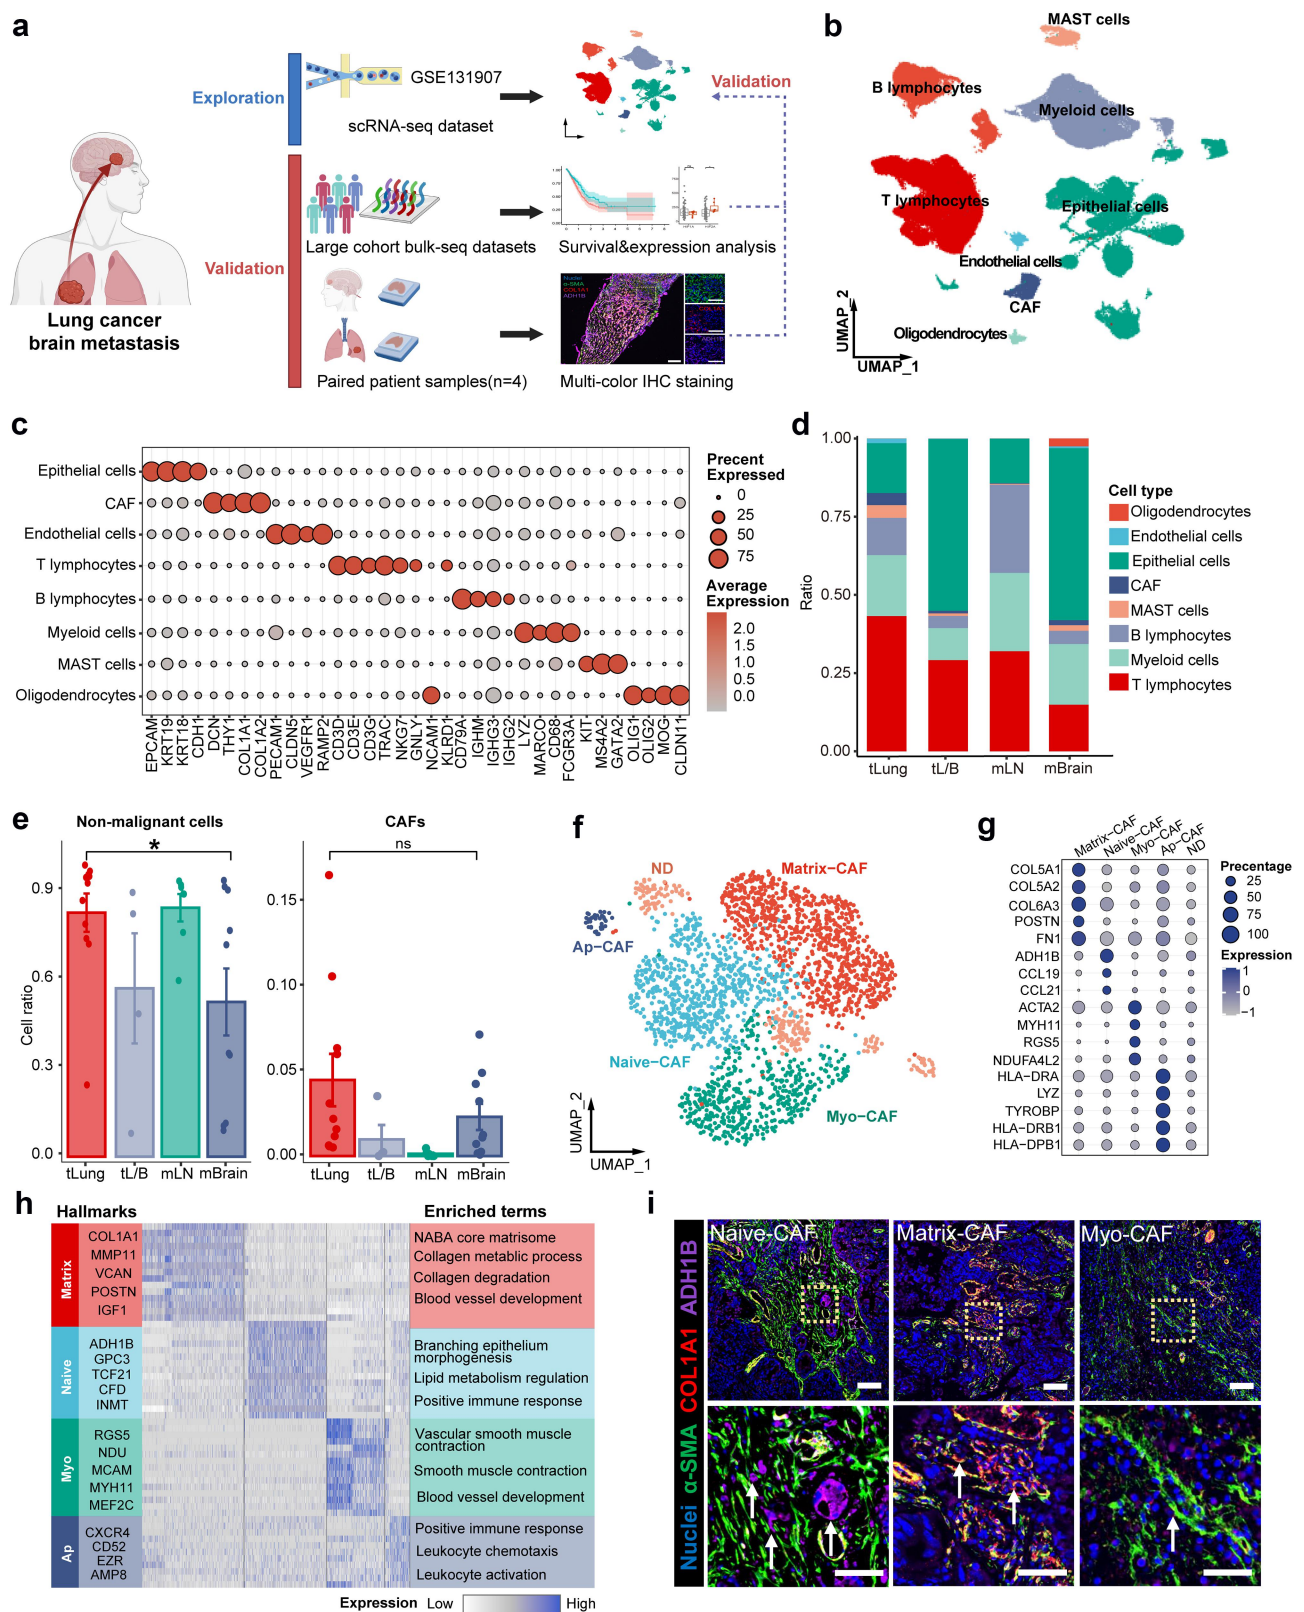 a
Exploration
GSE131907
scRNA-seq dataset
Validation
Validation
Large cohort bulk-seq datasets
Survival&expression analysis
Lung cancer
brain metastasis
Nuclei
α-SMA
COL1A1
ADH1B
α-SMA
COL1A1
ADH1B
Paired patient samples(n=4)
Multi-color IHC staining
b
MAST cells
B lymphocytes
Myeloid cells
T lymphocytes
Epithelial cells
Endothelial cells
CAF
Oligodendrocytes
UMAP_2
UMAP_1
c
Epithelial cells
CAF
Endothelial cells
T lymphocytes
B lymphocytes
Myeloid cells
MAST cells
Oligodendrocytes
EPCAM
KRT19
KRT18
CDH1
DCN
THY1
COL1A1
COL1A2
PECAM1
CLDN5
VEGFR1
RAMP2
CD3D
CD3E
CD3G
TRAC
NKG7
GNLY
NCAM1
KLRD1
CD79A
IGHM
IGHG3
IGHG2
LYZ
MARCO
CD68
FCGR3A
KIT
MS4A2
GATA2
OLIG1
OLIG2
MOG
CLDN11
Precent
Expressed
0
25
50
75
Average
Expression
2.0
1.5
1.0
0.5
0.0
d
Ratio
1.00
0.75
0.50
0.25
0.00
tLung
tL/B
mLN
mBrain
Cell type
Oligodendrocytes
Endothelial cells
Epithelial cells
CAF
MAST cells
B lymphocytes
Myeloid cells
T lymphocytes
e
Non-malignant cells
*
Cell ratio
0.9
0.6
0.3
0.0
tLung
tL/B
mLN
mBrain
CAFs
ns
0.15
0.10
0.05
0.00
tLung
tL/B
mLN
mBrain
f
ND
Matrix-CAF
Ap-CAF
Naive-CAF
Myo-CAF
UMAP_2
UMAP_1
g
Matrix-CAF
Naive-CAF
Myo-CAF
Ap-CAF
ND
COL5A1
COL5A2
COL6A3
POSTN
FN1
ADH1B
CCL19
CCL21
ACTA2
MYH11
RGS5
NDUFA4L2
HLA-DRA
LYZ
TYROBP
HLA-DRB1
HLA-DPB1
Precentage
25
50
75
100
Expression
1
0
-1
h
Hallmarks
Enriched terms
Matrix
COL1A1
MMP11
VCAN
POSTN
IGF1
NABA core matrisome
Collagen metablic process
Collagen degradation
Blood vessel development
Naive
ADH1B
GPC3
TCF21
CFD
INMT
Branching epithelium
morphogenesis
Lipid metabolism regulation
Positive immune response
Myo
RGS5
NDU
MCAM
MYH11
MEF2C
Vascular smooth muscle
contraction
Smooth muscle contraction
Blood vessel development
Ap
CXCR4
CD52
EZR
AMP8
Positive immune response
Leukocyte chemotaxis
Leukocyte activation
Expression
Low
High
i
Nuclei α-SMA COL1A1 ADH1B
Naive-CAF
Matrix-CAF
Myo-CAF